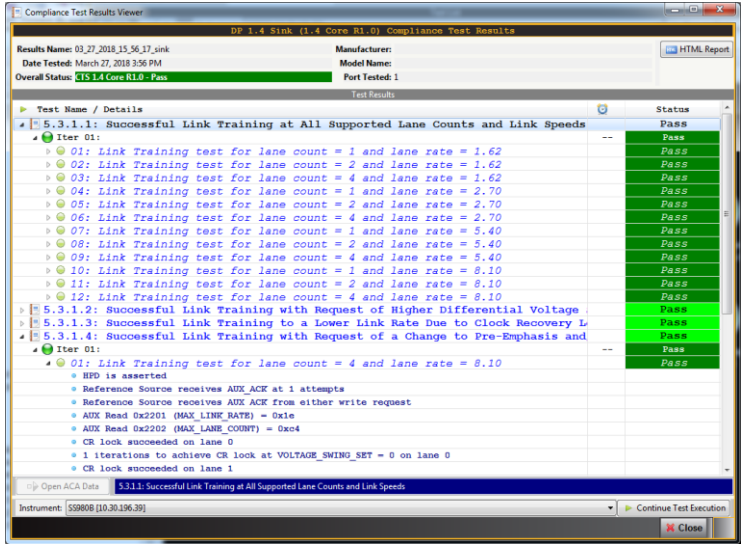 Compliance Test Results Viewer
DP 1.4 Sink (1.4 Core R1.0) Compliance Test Results
Results Name: 03_27_2018_15_56_17_sink
Manufacturer:
HTML Report
Date Tested: March 27, 2018 3:56 PM
Model Name:
Overall Status: CTS 1.4 Core R1.0 - Pass
Port Tested: 1
Test Results
Test Name / Details Status
5.3.1.1: Successful Link Training at All Supported Lane Counts and Link Speeds Pass
Iter 01: -- Pass
01: Link Training test for lane count = 1 and lane rate = 1.62 Pass
02: Link Training test for lane count = 2 and lane rate = 1.62 Pass
03: Link Training test for lane count = 4 and lane rate = 1.62 Pass
04: Link Training test for lane count = 1 and lane rate = 2.70 Pass
05: Link Training test for lane count = 2 and lane rate = 2.70 Pass
06: Link Training test for lane count = 4 and lane rate = 2.70 Pass
07: Link Training test for lane count = 1 and lane rate = 5.40 Pass
08: Link Training test for lane count = 2 and lane rate = 5.40 Pass
09: Link Training test for lane count = 4 and lane rate = 5.40 Pass
10: Link Training test for lane count = 1 and lane rate = 8.10 Pass
11: Link Training test for lane count = 2 and lane rate = 8.10 Pass
12: Link Training test for lane count = 4 and lane rate = 8.10 Pass
5.3.1.2: Successful Link Training with Request of Higher Differential Voltage Pass
5.3.1.3: Successful Link Training to a Lower Link Rate Due to Clock Recovery L Pass
5.3.1.4: Successful Link Training with Request of a Change to Pre-Emphasis and Pass
Iter 01: -- Pass
01: Link Training test for lane count = 4 and lane rate = 8.10 Pass
HPD is asserted
Reference Source receives AUX_ACK at 1 attempts
Reference Source receives AUX ACK from either write request
AUX Read 0x2201 (MAX_LINK_RATE) = 0x1e
AUX Read 0x2202 (MAX_LANE_COUNT) = 0xc4
CR lock succeeded on lane 0
1 iterations to achieve CR lock at VOLTAGE_SWING_SET = 0 on lane 0
CR lock succeeded on lane 1
Open ACA Data
5.3.1.1: Successful Link Training at All Supported Lane Counts and Link Speeds
Instrument: S5980B [10.30.196.39]
Continue Test Execution
Close